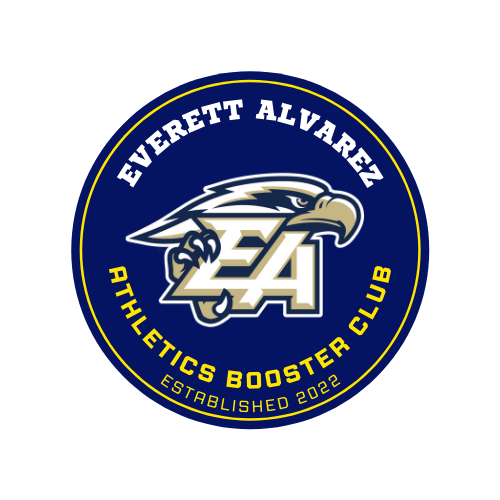 EVERETT ALVAREZ
EA
ATHLETICS BOOSTER CLUB
ESTABLISHED 2022